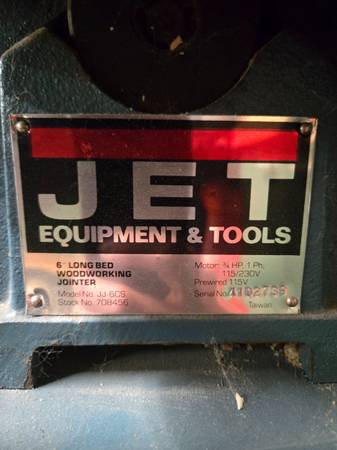 JET
EQUIPMENT & TOOLS
6" LONG BED
WOODWORKING
JOINTER
Model No. JJ-6CS
Stock No. 708456
Motor: ¾ HP, 1 Ph,
115/230V
Prewired 115V
Serial No.
Taiwan